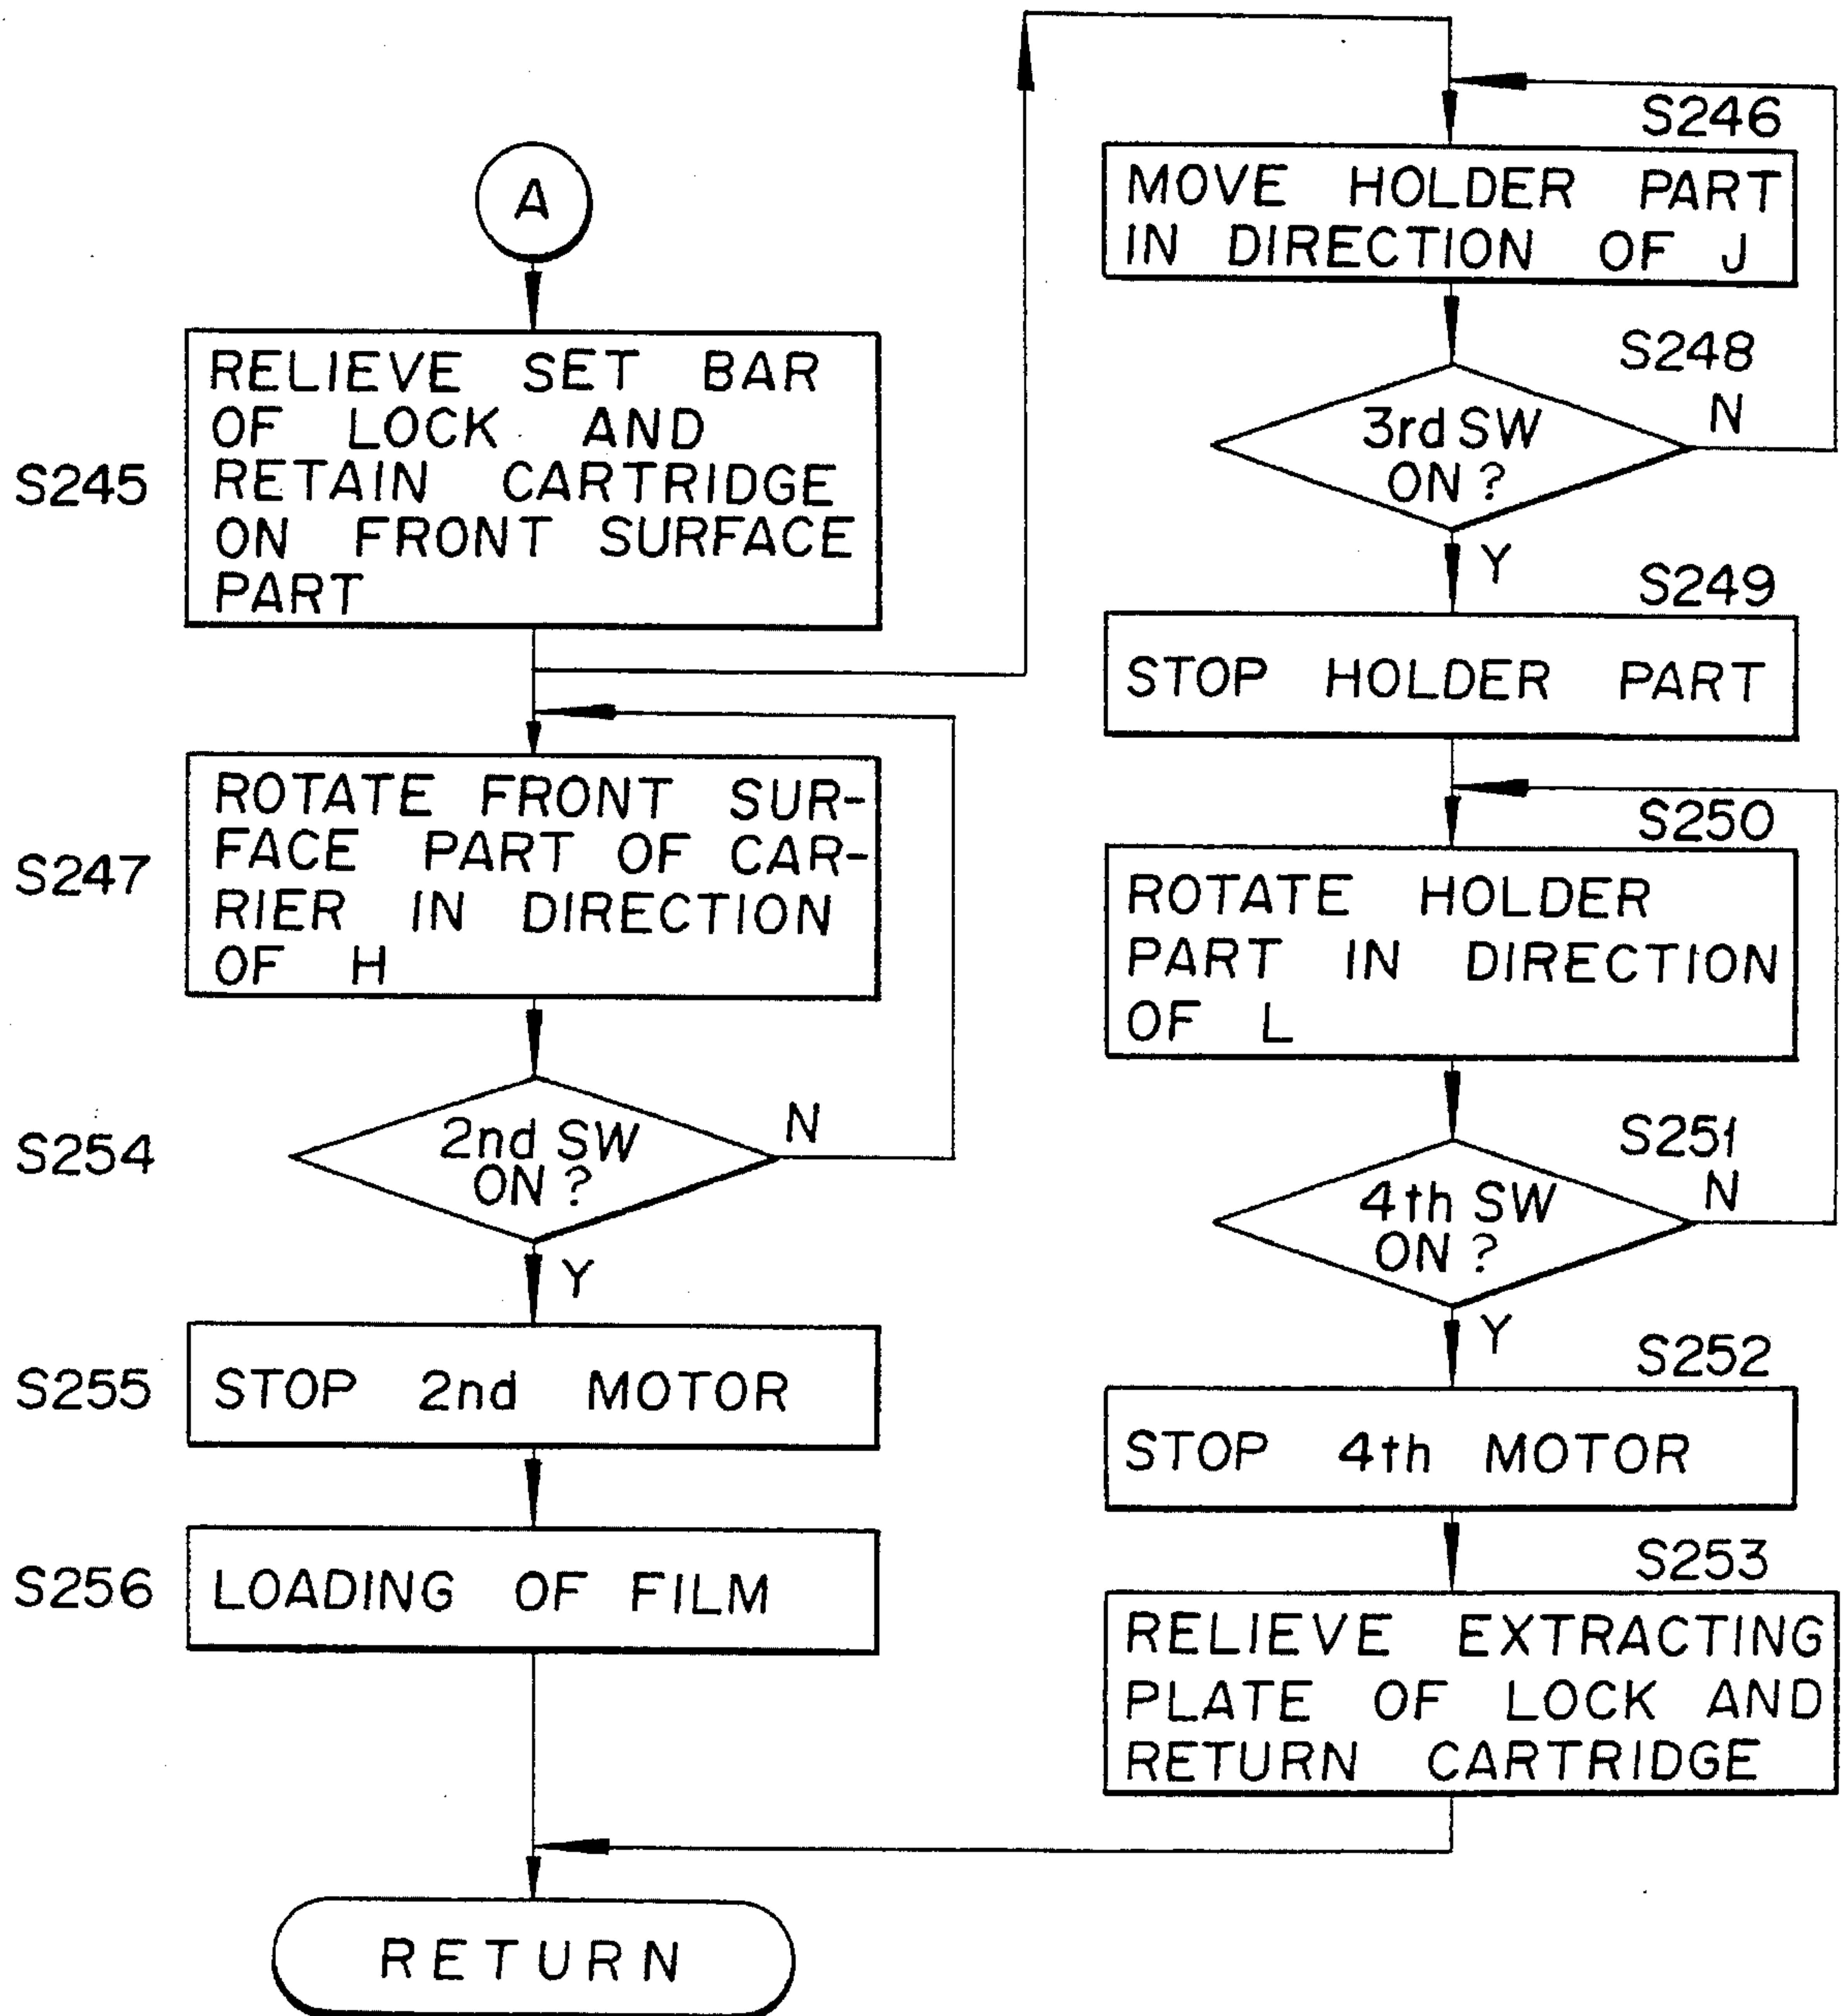 A
S245
RELIEVE SET BAR
OF LOCK AND
RETAIN CARTRIDGE
ON FRONT SURFACE
PART
S247
ROTATE FRONT SUR-
FACE PART OF CAR-
RIER IN DIRECTION
OF H
S254
2nd SW
ON ?
N
Y
S255
STOP 2nd MOTOR
S256
LOADING OF FILM
RETURN
S246
MOVE HOLDER PART
IN DIRECTION OF J
S248
3rd SW
ON ?
N
Y
S249
STOP HOLDER PART
S250
ROTATE HOLDER
PART IN DIRECTION
OF L
S251
4th SW
ON ?
N
Y
S252
STOP 4th MOTOR
S253
RELIEVE EXTRACTING
PLATE OF LOCK AND
RETURN CARTRIDGE